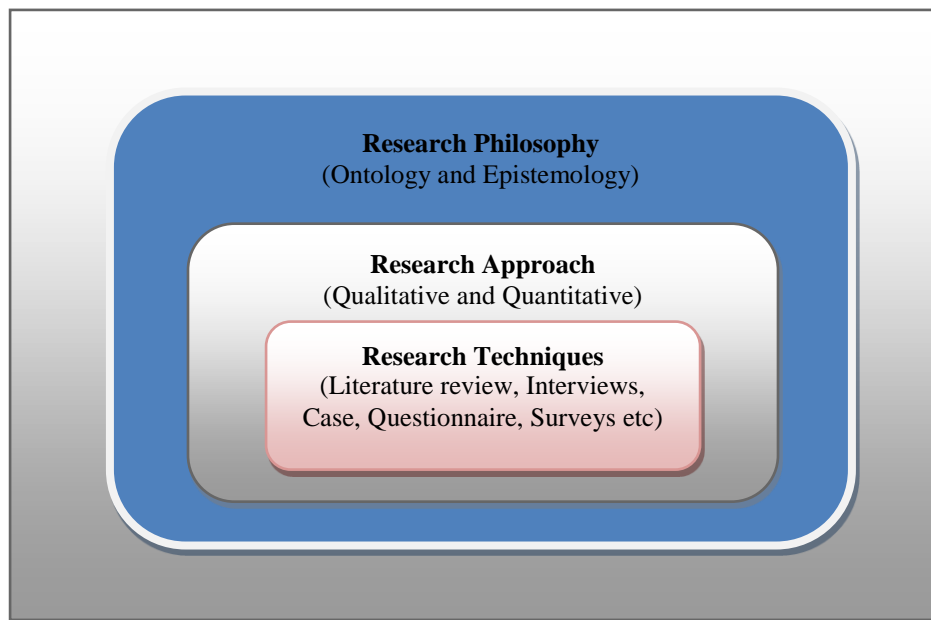 Research Philosophy
(Ontology and Epistemology)
Research Approach
(Qualitative and Quantitative)
Research Techniques
(Literature review, Interviews,
Case, Questionnaire, Surveys etc)